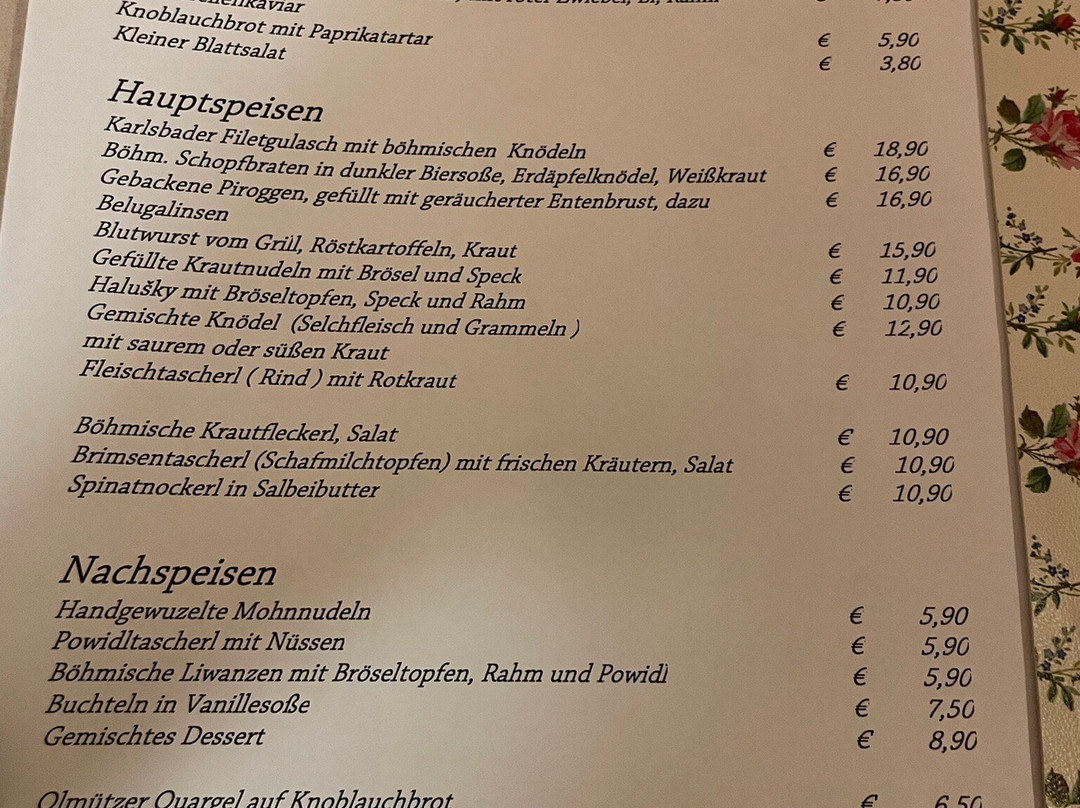 Knoblauchbrot mit Paprikatartar € 5,90
Kleiner Blattsalat € 3,80
Hauptspeisen
Karlsbader Filetgulasch mit böhmischen Knödeln € 18,90
Böhm. Schopfbraten in dunkler Biersoße, Erdäpfelknödel, Weißkraut € 16,90
Gebackene Piroggen, gefüllt mit geräucherter Entenbrust, dazu € 16,90
Belugalinsen
Blutwurst vom Grill, Röstkartoffeln, Kraut € 15,90
Gefüllte Krautnudeln mit Brösel und Speck € 11,90
Halušky mit Bröseltopfen, Speck und Rahm € 10,90
Gemischte Knödel (Selchfleisch und Grammeln ) € 12,90
mit saurem oder süßen Kraut
Fleischtascherl ( Rind ) mit Rotkraut € 10,90
Böhmische Krautfleckerl, Salat € 10,90
Brimsentascherl (Schafmilchtopfen) mit frischen Kräutern, Salat € 10,90
Spinatnockerl in Salbeibutter € 10,90
Nachspeisen
Handgewuzelte Mohnnudeln € 5,90
Powidltascherl mit Nüssen € 5,90
Böhmische Liwanzen mit Bröseltopfen, Rahm und Powidl € 5,90
Buchteln in Vanillesoße € 7,50
Gemischtes Dessert € 8,90
Olmützer Quargel auf Knoblauchbrot € 6,50